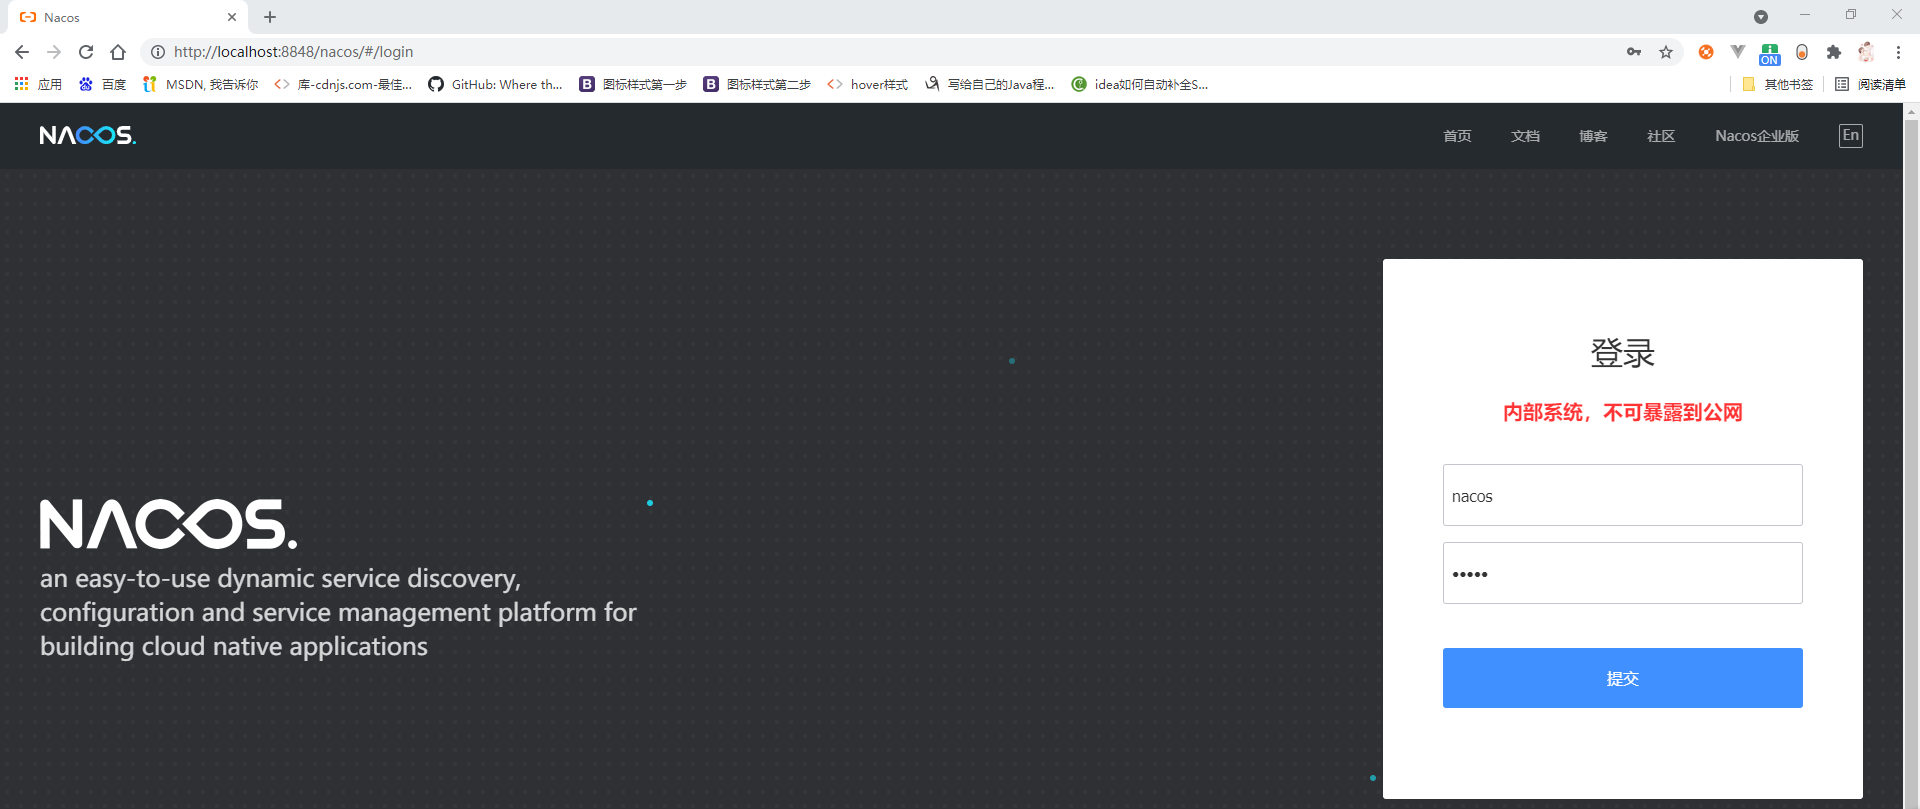 Nacos
http://localhost:8848/nacos/#/login
ON
应用 百度 MSDN, 我告诉你 库-cdnjs.com-最佳... GitHub: Where th... 图标样式第一步 图标样式第二步 hover样式 写给自己的Java程... idea如何自动补全S... 其他书签 阅读清单
NACOS. 首页 文档 博客 社区 Nacos企业版 En
登录
内部系统，不可暴露到公网
nacos
•••••
提交
NACOS.
an easy-to-use dynamic service discovery,
configuration and service management platform for
building cloud native applications